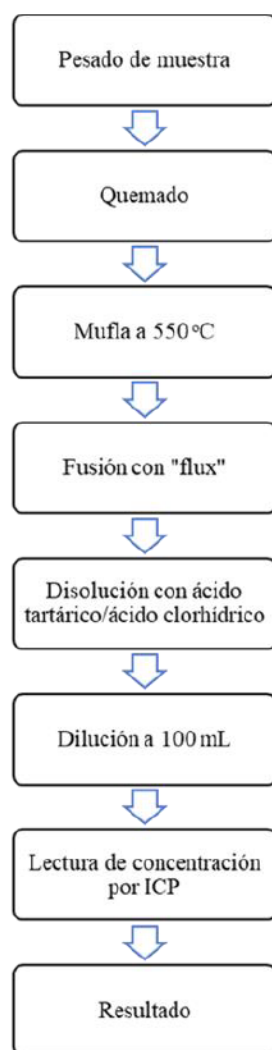 Pesado de muestra
Quemado
Mufla a 550 ºC
Fusión con "flux"
Disolución con ácido
tartárico/ácido clorhídrico
Dilución a 100 mL
Lectura de concentración
por ICP
Resultado